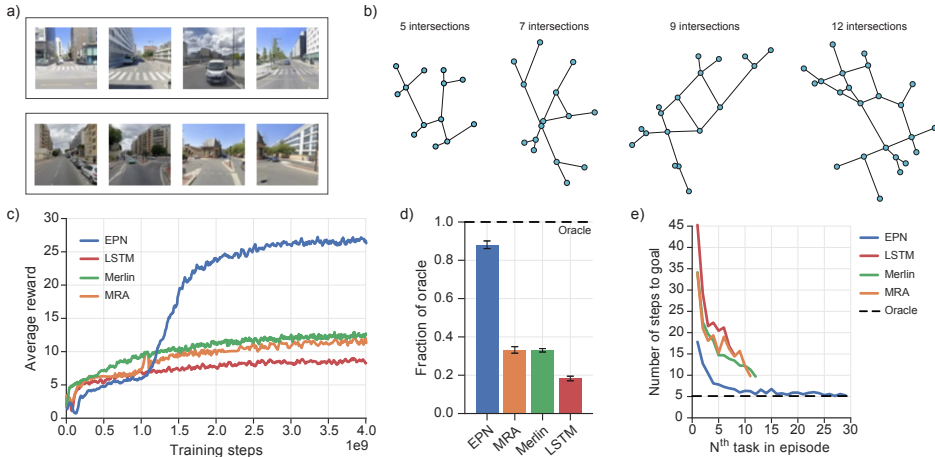 a)
b)
5 intersections
7 intersections
9 intersections
12 intersections
c)
30
25
20
15
10
5
0
Average reward
EPN
LSTM
Merlin
MRA
0.0
0.5
1.0
1.5
2.0
2.5
3.0
3.5
4.0
1e9
Training steps
d)
1.0
0.8
0.6
0.4
0.2
0.0
Fraction of oracle
Oracle
EPN
MRA
Merlin
LSTM
e)
45
45
35
30
25
20
15
10
5
0
Number of steps to goal
EPN
LSTM
Merlin
MRA
Oracle
0
5
10
15
20
25
30
Nth task in episode